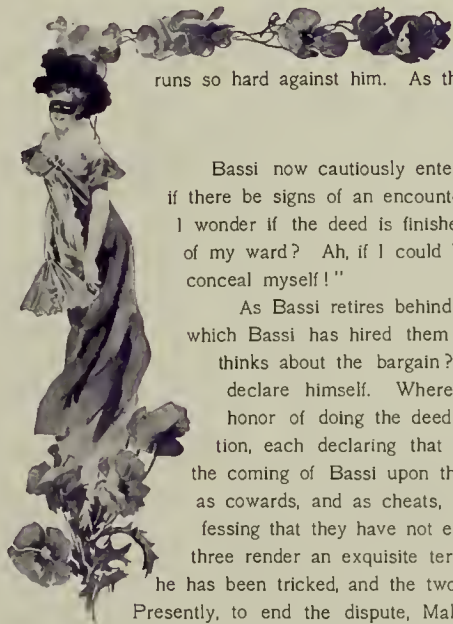 runs so hard against him. As th
Bassi now cautiously ente
if there be signs of an encount
I wonder if the deed is finishe
of my ward? Ah, if I could
conceal myself!"
As Bassi retires behind
which Bassi has hired them
thinks about the bargain?
declare himself. Where
honor of doing the deed
tion, each declaring that
the coming of Bassi upon th
as cowards, and as cheats,
fessing that they have not e
three render an exquisite ter
he has been tricked, and the two
Presently, to end the dispute, Mal